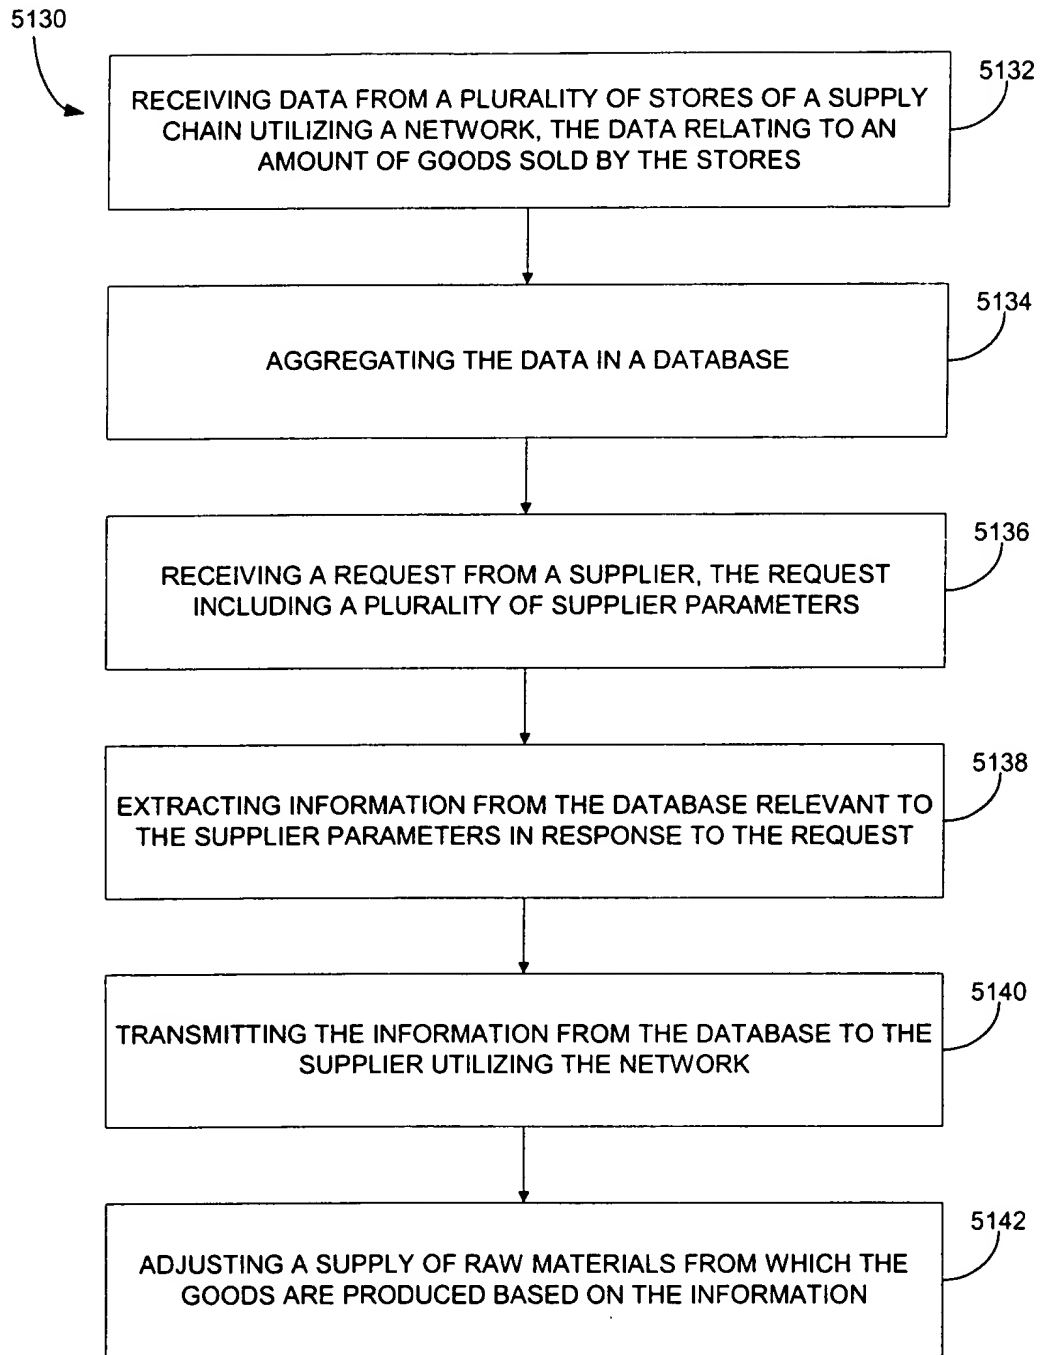 5130
5132
RECEIVING DATA FROM A PLURALITY OF STORES OF A SUPPLY
CHAIN UTILIZING A NETWORK, THE DATA RELATING TO AN
AMOUNT OF GOODS SOLD BY THE STORES
5134
AGGREGATING THE DATA IN A DATABASE
5136
RECEIVING A REQUEST FROM A SUPPLIER, THE REQUEST
INCLUDING A PLURALITY OF SUPPLIER PARAMETERS
5138
EXTRACTING INFORMATION FROM THE DATABASE RELEVANT TO
THE SUPPLIER PARAMETERS IN RESPONSE TO THE REQUEST
5140
TRANSMITTING THE INFORMATION FROM THE DATABASE TO THE
SUPPLIER UTILIZING THE NETWORK
5142
ADJUSTING A SUPPLY OF RAW MATERIALS FROM WHICH THE
GOODS ARE PRODUCED BASED ON THE INFORMATION